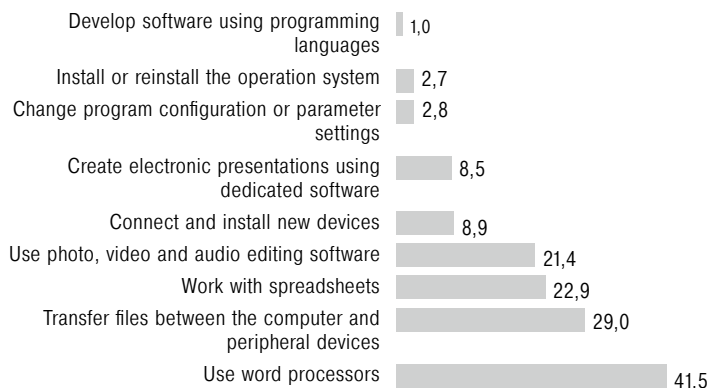 Develop software using programming
languages
1,0
Install or reinstall the operation system
2,7
Change program configuration or parameter
settings
2,8
Create electronic presentations using
dedicated software
8,5
Connect and install new devices
8,9
Use photo, video and audio editing software
21,4
Work with spreadsheets
22,9
Transfer files between the computer and
peripheral devices
29,0
Use word processors
41,5